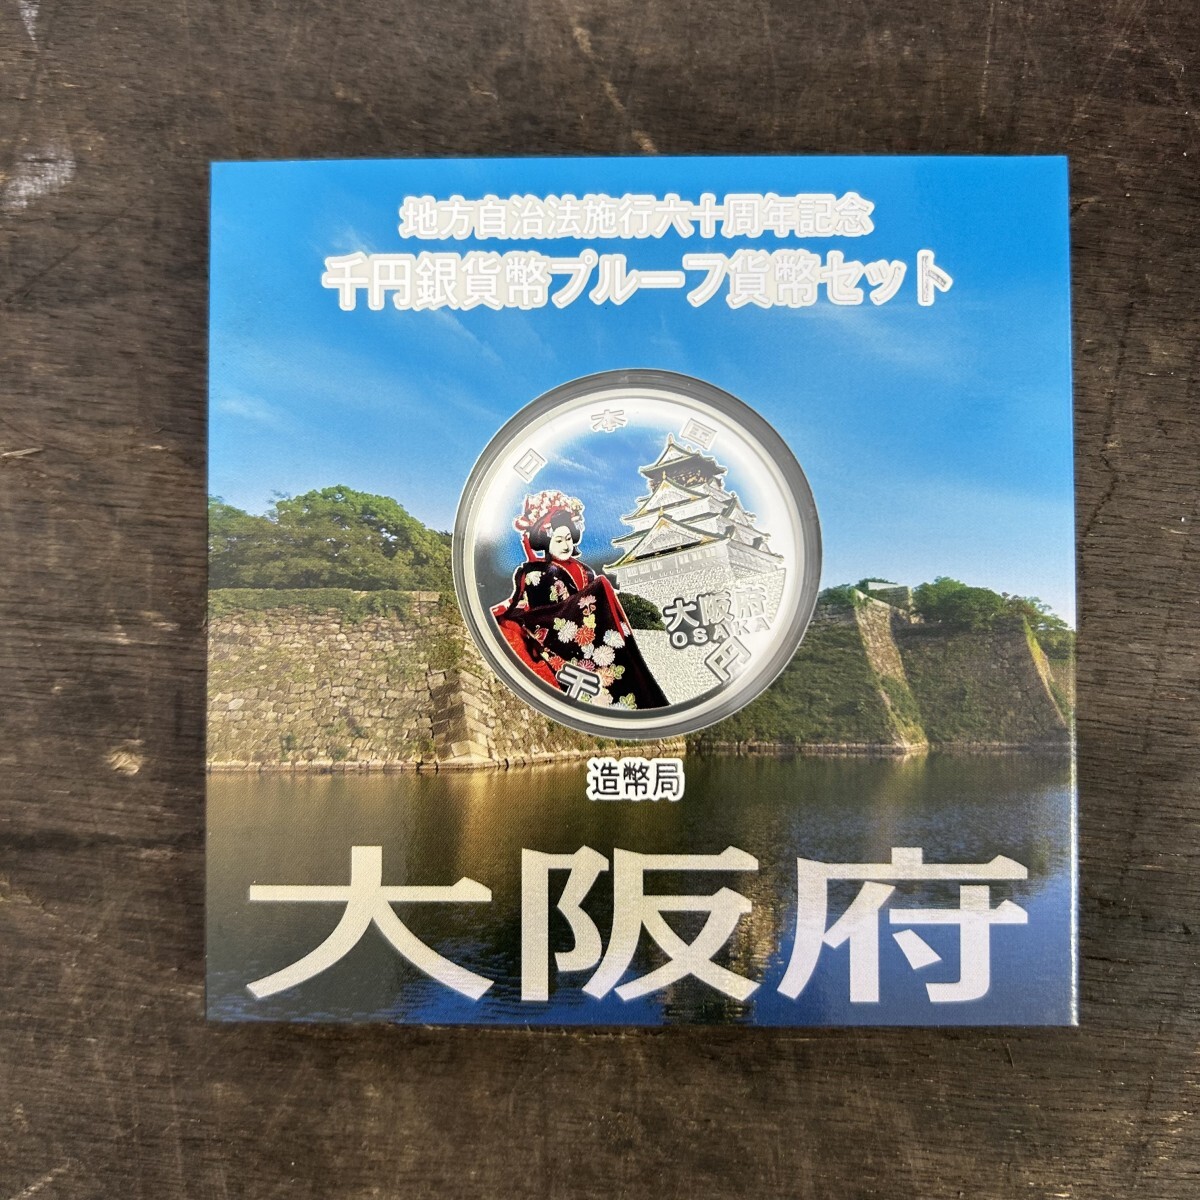 地方自治法施行六十周年記念
千円銀貨幣プルーフ貨幣セット
日本国
大阪府
OSAKA
千円
造幣局
大阪府